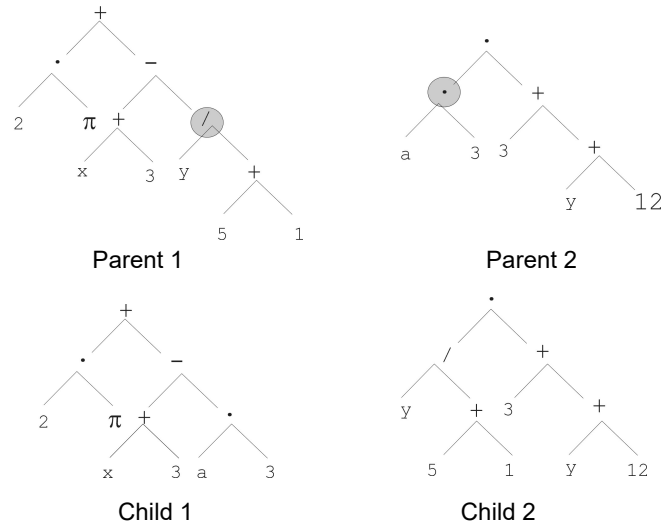 +
· −
2 π + /
x 3 y +
5 1
Parent 1
·
· +
a 3 3 +
y 12
Parent 2
+
· −
2 π + ·
x 3 a 3
Child 1
·
/ +
y + 3 +
5 1 y 12
Child 2